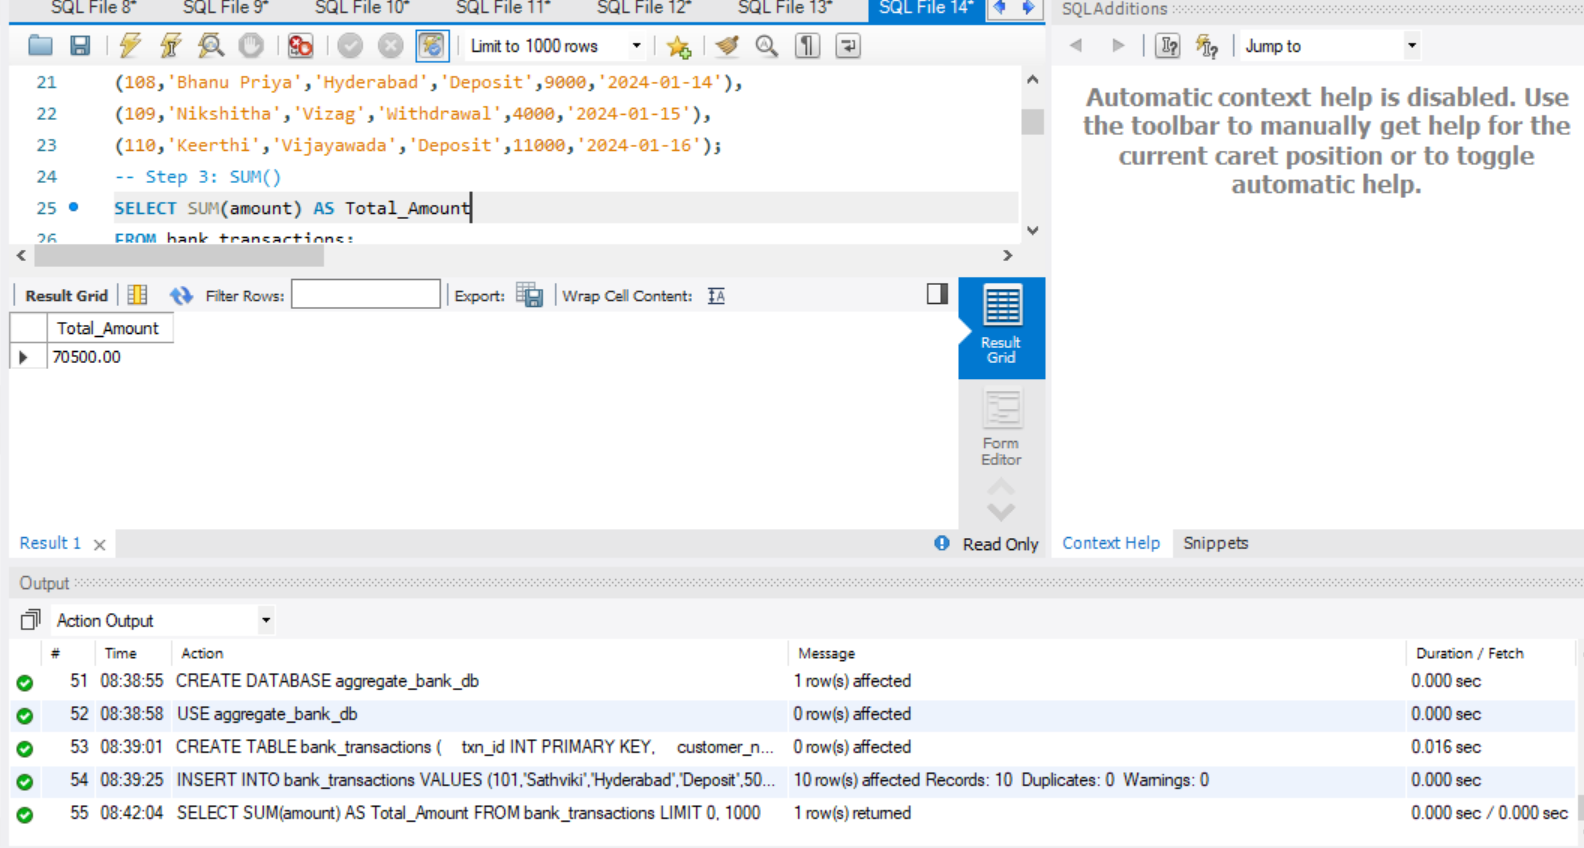 SQL File 8* SQL File 9* SQL File 10* SQL File 11* SQL File 12* SQL File 13* SQL File 14* SQLAdditions
Limit to 1000 rows Jump to
21 (108,'Bhanu Priya','Hyderabad','Deposit',9000,'2024-01-14'),
22 (109,'Nikshitha','Vizag','Withdrawal',4000,'2024-01-15'),
23 (110,'Keerthi','Vijayawada','Deposit',11000,'2024-01-16');
24 -- Step 3: SUM()
25 SELECT SUM(amount) AS Total_Amount
26 FROM bank_transactions;
Automatic context help is disabled. Use
the toolbar to manually get help for the
current caret position or to toggle
automatic help.
Result Grid Filter Rows: Export: Wrap Cell Content: IA
Total_Amount
70500.00
Result
Grid
Form
Editor
Result 1 Read Only Context Help Snippets
Output
Action Output
# Time Action Message Duration / Fetch
51 08:38:55 CREATE DATABASE aggregate_bank_db 1 row(s) affected 0.000 sec
52 08:38:58 USE aggregate_bank_db 0 row(s) affected 0.000 sec
53 08:39:01 CREATE TABLE bank_transactions ( txn_id INT PRIMARY KEY, customer_n... 0 row(s) affected 0.016 sec
54 08:39:25 INSERT INTO bank_transactions VALUES (101,'Sathviki','Hyderabad','Deposit',50... 10 row(s) affected Records: 10 Duplicates: 0 Warnings: 0 0.000 sec
55 08:42:04 SELECT SUM(amount) AS Total_Amount FROM bank_transactions LIMIT 0, 1000 1 row(s) returned 0.000 sec / 0.000 sec